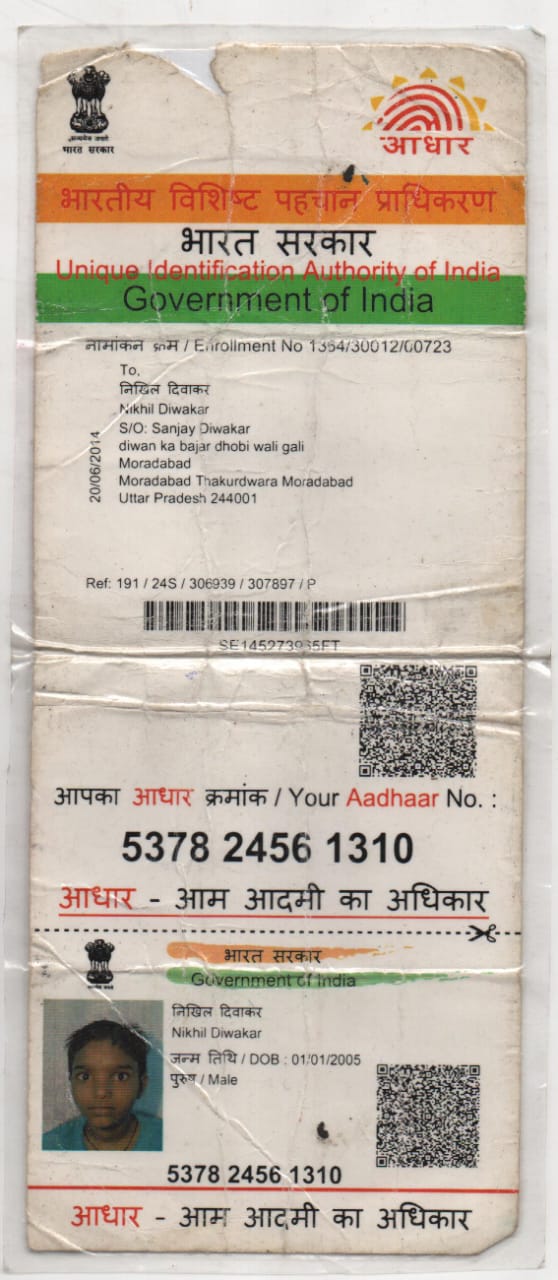 सत्यमेव जयते
भारत सरकार
आधार
भारतीय विशिष्ट पहचान प्राधिकरण
भारत सरकार
Unique Identification Authority of India
Government of India
नामांकन क्रम / Enrollment No
To,
निखिल दिवाकर
Nikhil Diwakar
S/O: Sanjay Diwakar
diwan ka bajar dhobi wali gali
Moradabad
Moradabad Thakurdwara Moradabad
Uttar Pradesh 244001
20/06/2014
Ref: 191 / 24S / 306939 / 307897 / P
आपका आधार क्रमांक / Your Aadhaar No. :
5378 2456 1310
आधार - आम आदमी का अधिकार
भारत सरकार
Government of India
निखिल दिवाकर
Nikhil Diwakar
जन्म तिथि / DOB : 01/01/2005
पुरुष / Male
5378 2456 1310
आधार - आम आदमी का अधिकार